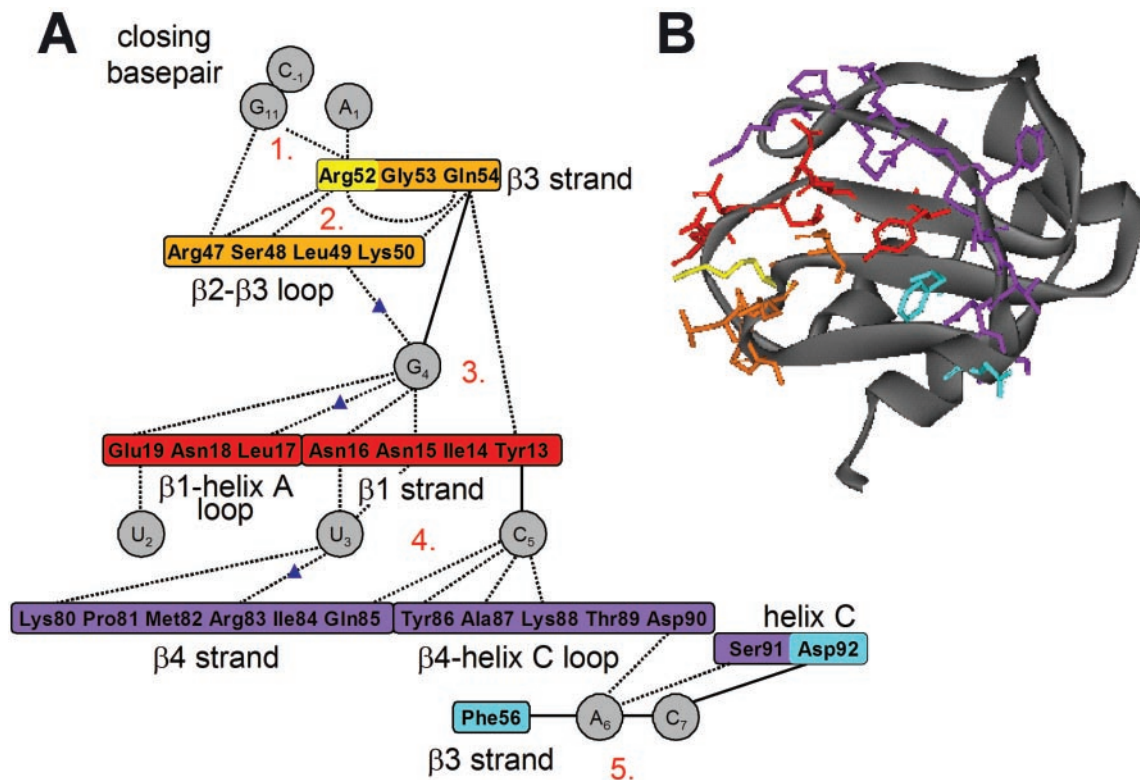 A
B
closing
basepair
C-1
G11
A1
1.
Arg52 Gly53 Gln54
β3 strand
2.
Arg47 Ser48 Leu49 Lys50
β2-β3 loop
G4
3.
Glu19 Asn18 Leu17
Asn16 Asn15 Ile14 Tyr13
β1-helix A
loop
β1 strand
U2
U3
4.
C5
Lys80 Pro81 Met82 Arg83 Ile84 Gln85
Tyr86 Ala87 Lys88 Thr89 Asp90
helix C
Ser91 Asp92
β4 strand
β4-helix C loop
Phe56
A6
C7
β3 strand
5.